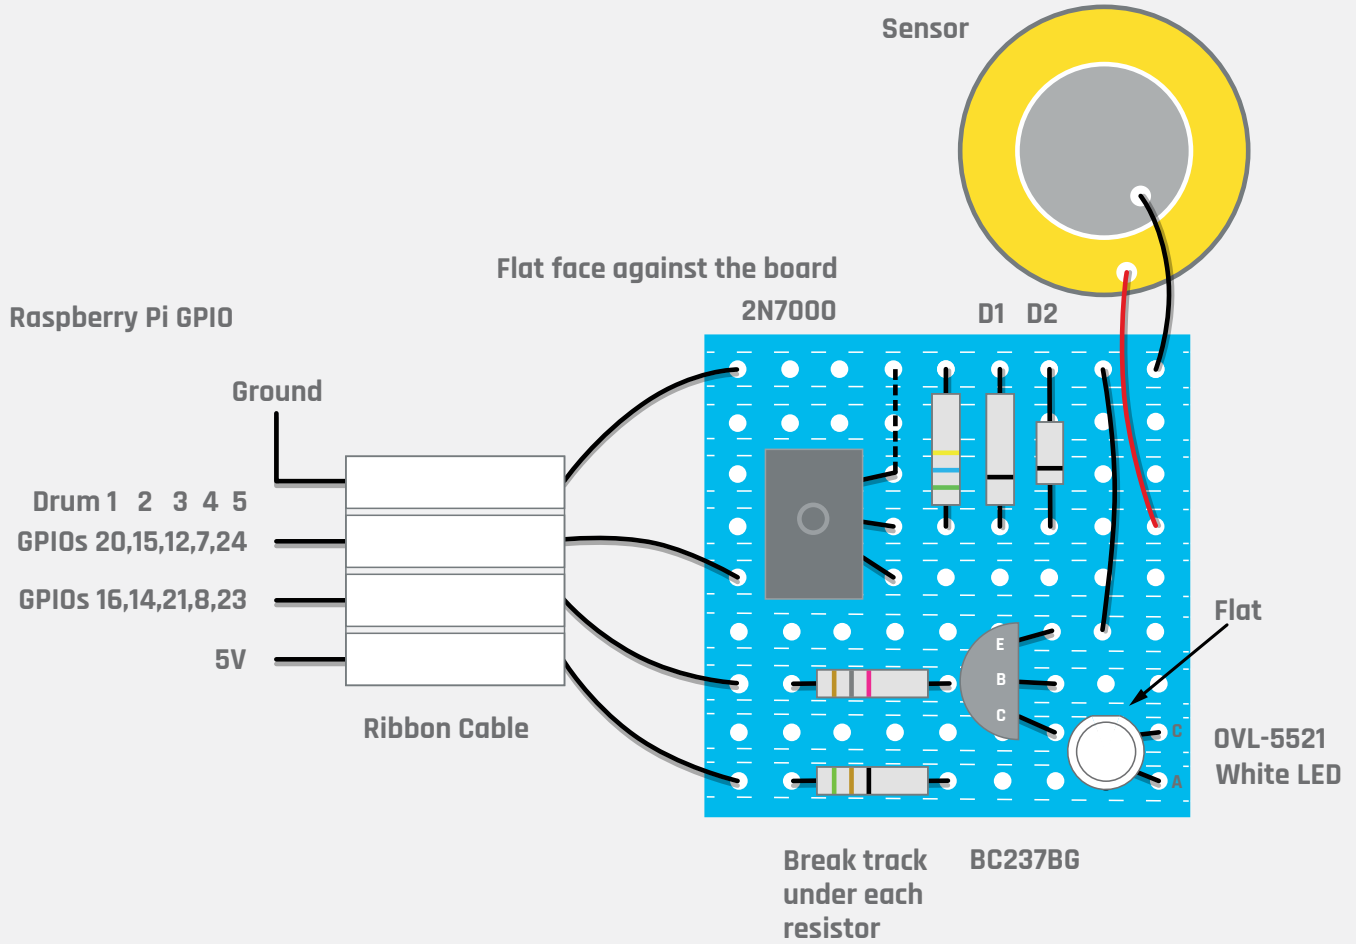 Sensor
Flat face against the board
2N7000
D1 D2
Raspberry Pi GPIO
Ground
Drum 1 2 3 4 5
GPIOs 20,15,12,7,24
GPIOs 16,14,21,8,23
5V
Ribbon Cable
E
B
C
Flat
C
A
OVL-5521
White LED
Break track
under each
resistor
BC237BG